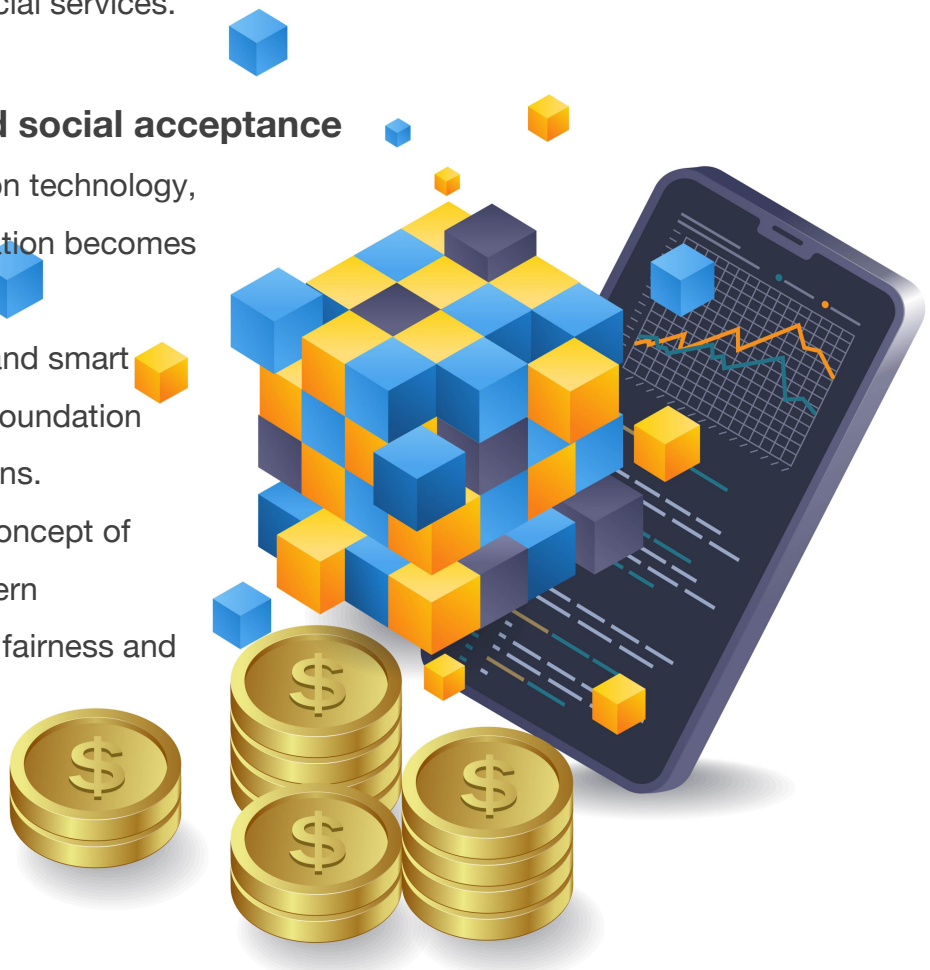 cial services.
d social acceptance
on technology,
ation becomes
and smart
oundation
ns.
oncept of
ern
fairness and
$
$
$
$